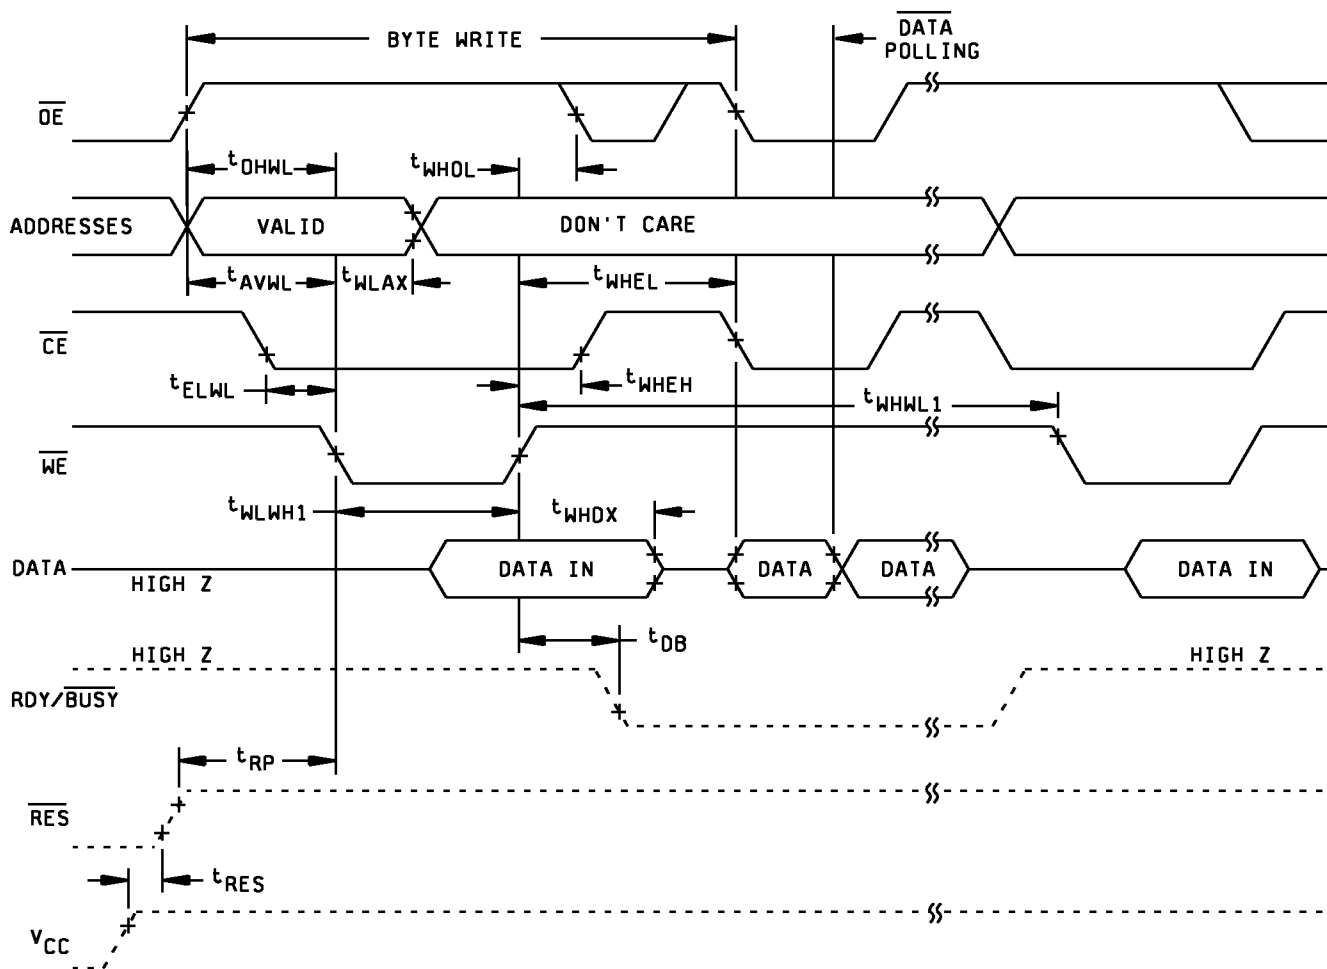 BYTE WRITE
DATA
POLLING
OE
tOHWL
tWHOL
ADDRESSES
VALID
DON'T CARE
tAVWL
tWLAX
tWHEL
CE
tELWL
tWHEH
tWHWL1
WE
tWLWH1
tWHDX
DATA
HIGH Z
DATA IN
DATA
DATA
DATA IN
tDB
HIGH Z
HIGH Z
RDY/BUSY
tRP
RES
tRES
VCC